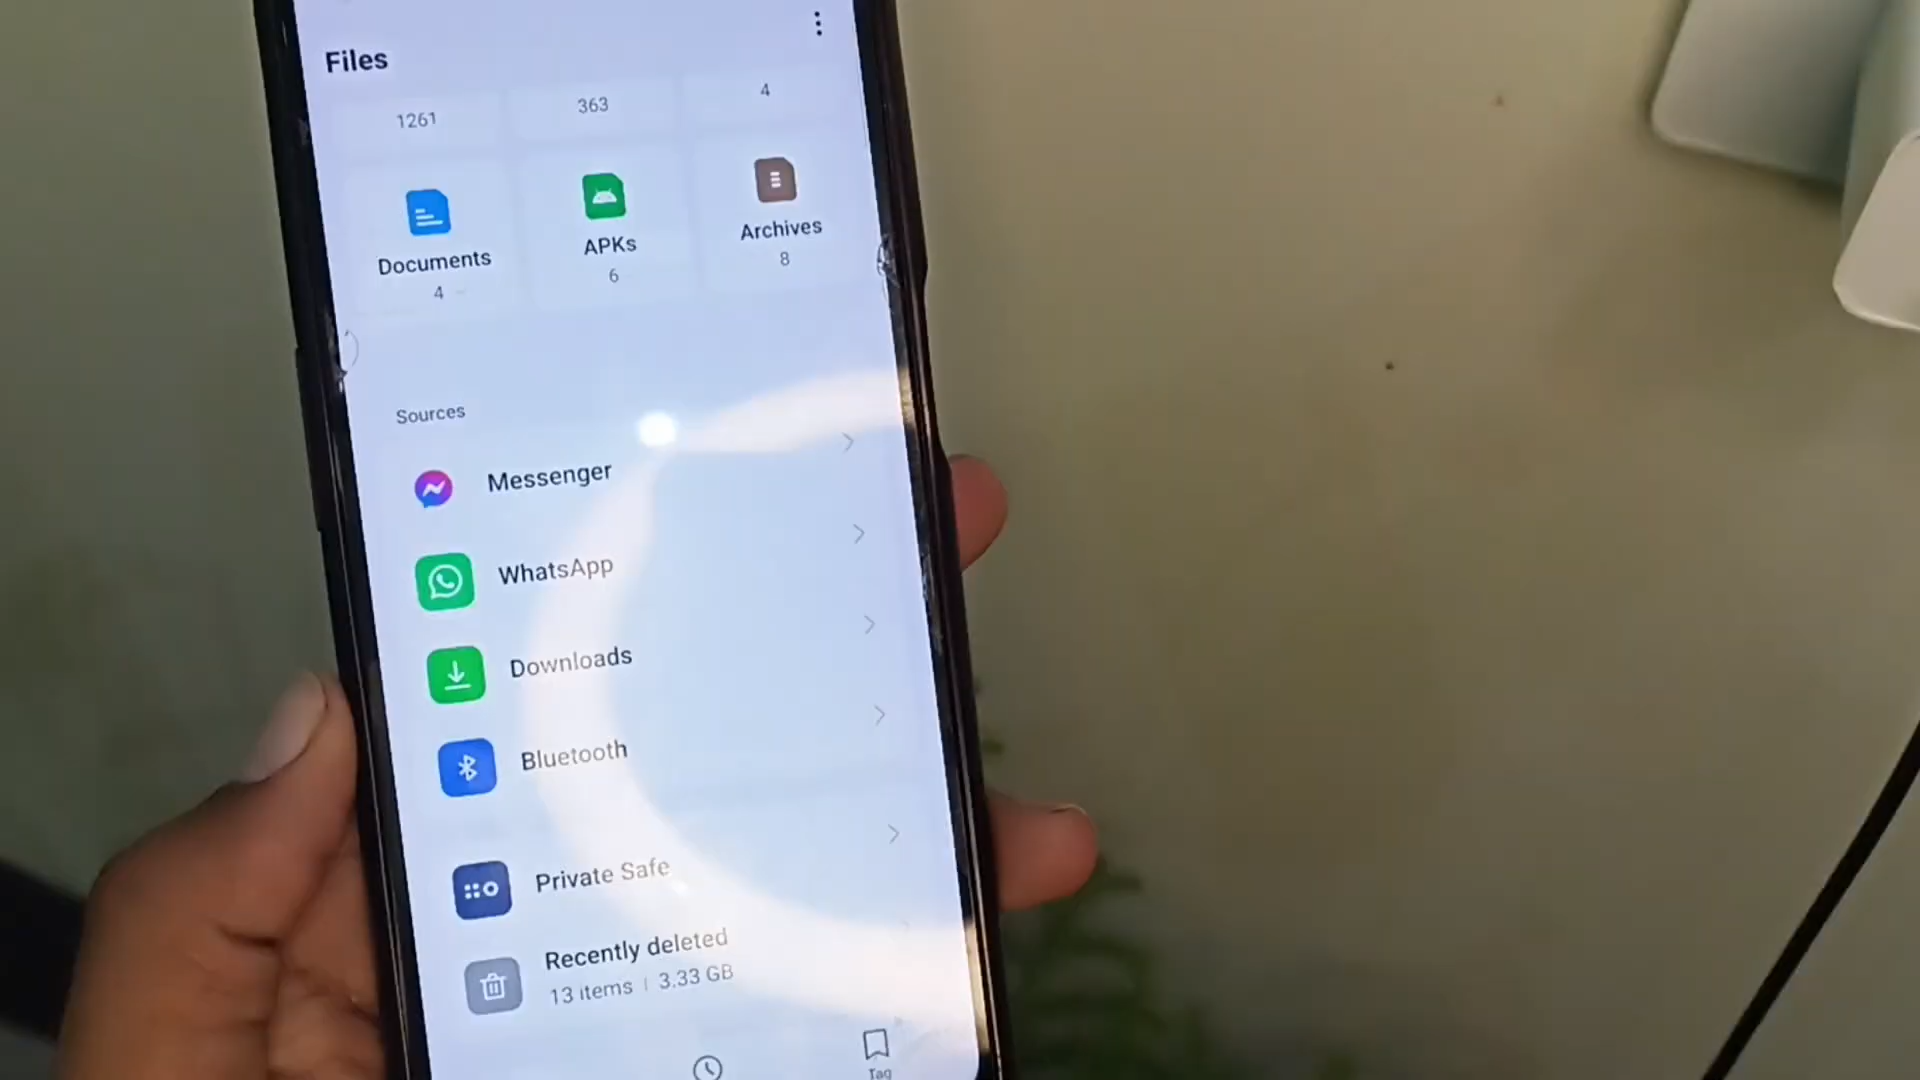 Files
1261
363
4
Documents
4
APKs
6
Archives
8
Sources
Messenger
WhatsApp
Downloads
Bluetooth
Private Safe
Recently deleted
13 items | 3.33 GB
Tag